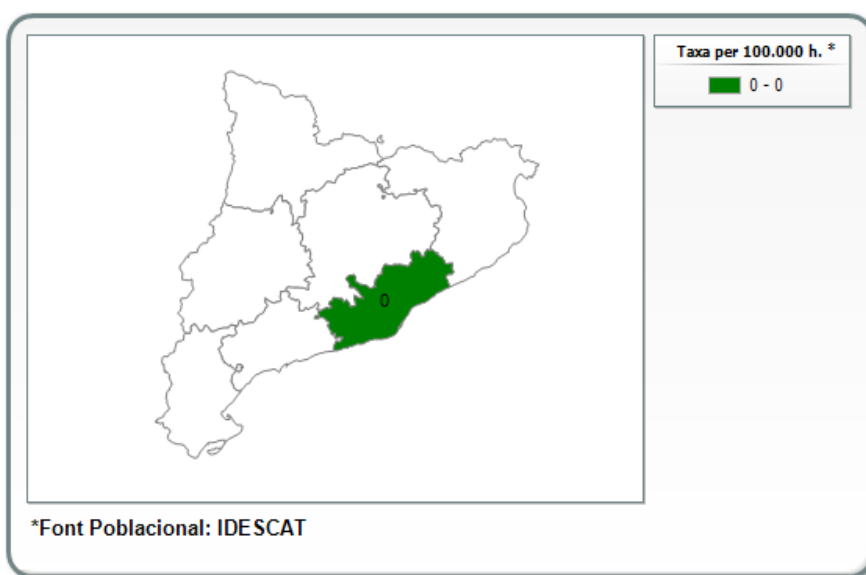 Taxa per 100.000 h. *
0 - 0
0
*Font Poblacional: IDESCAT